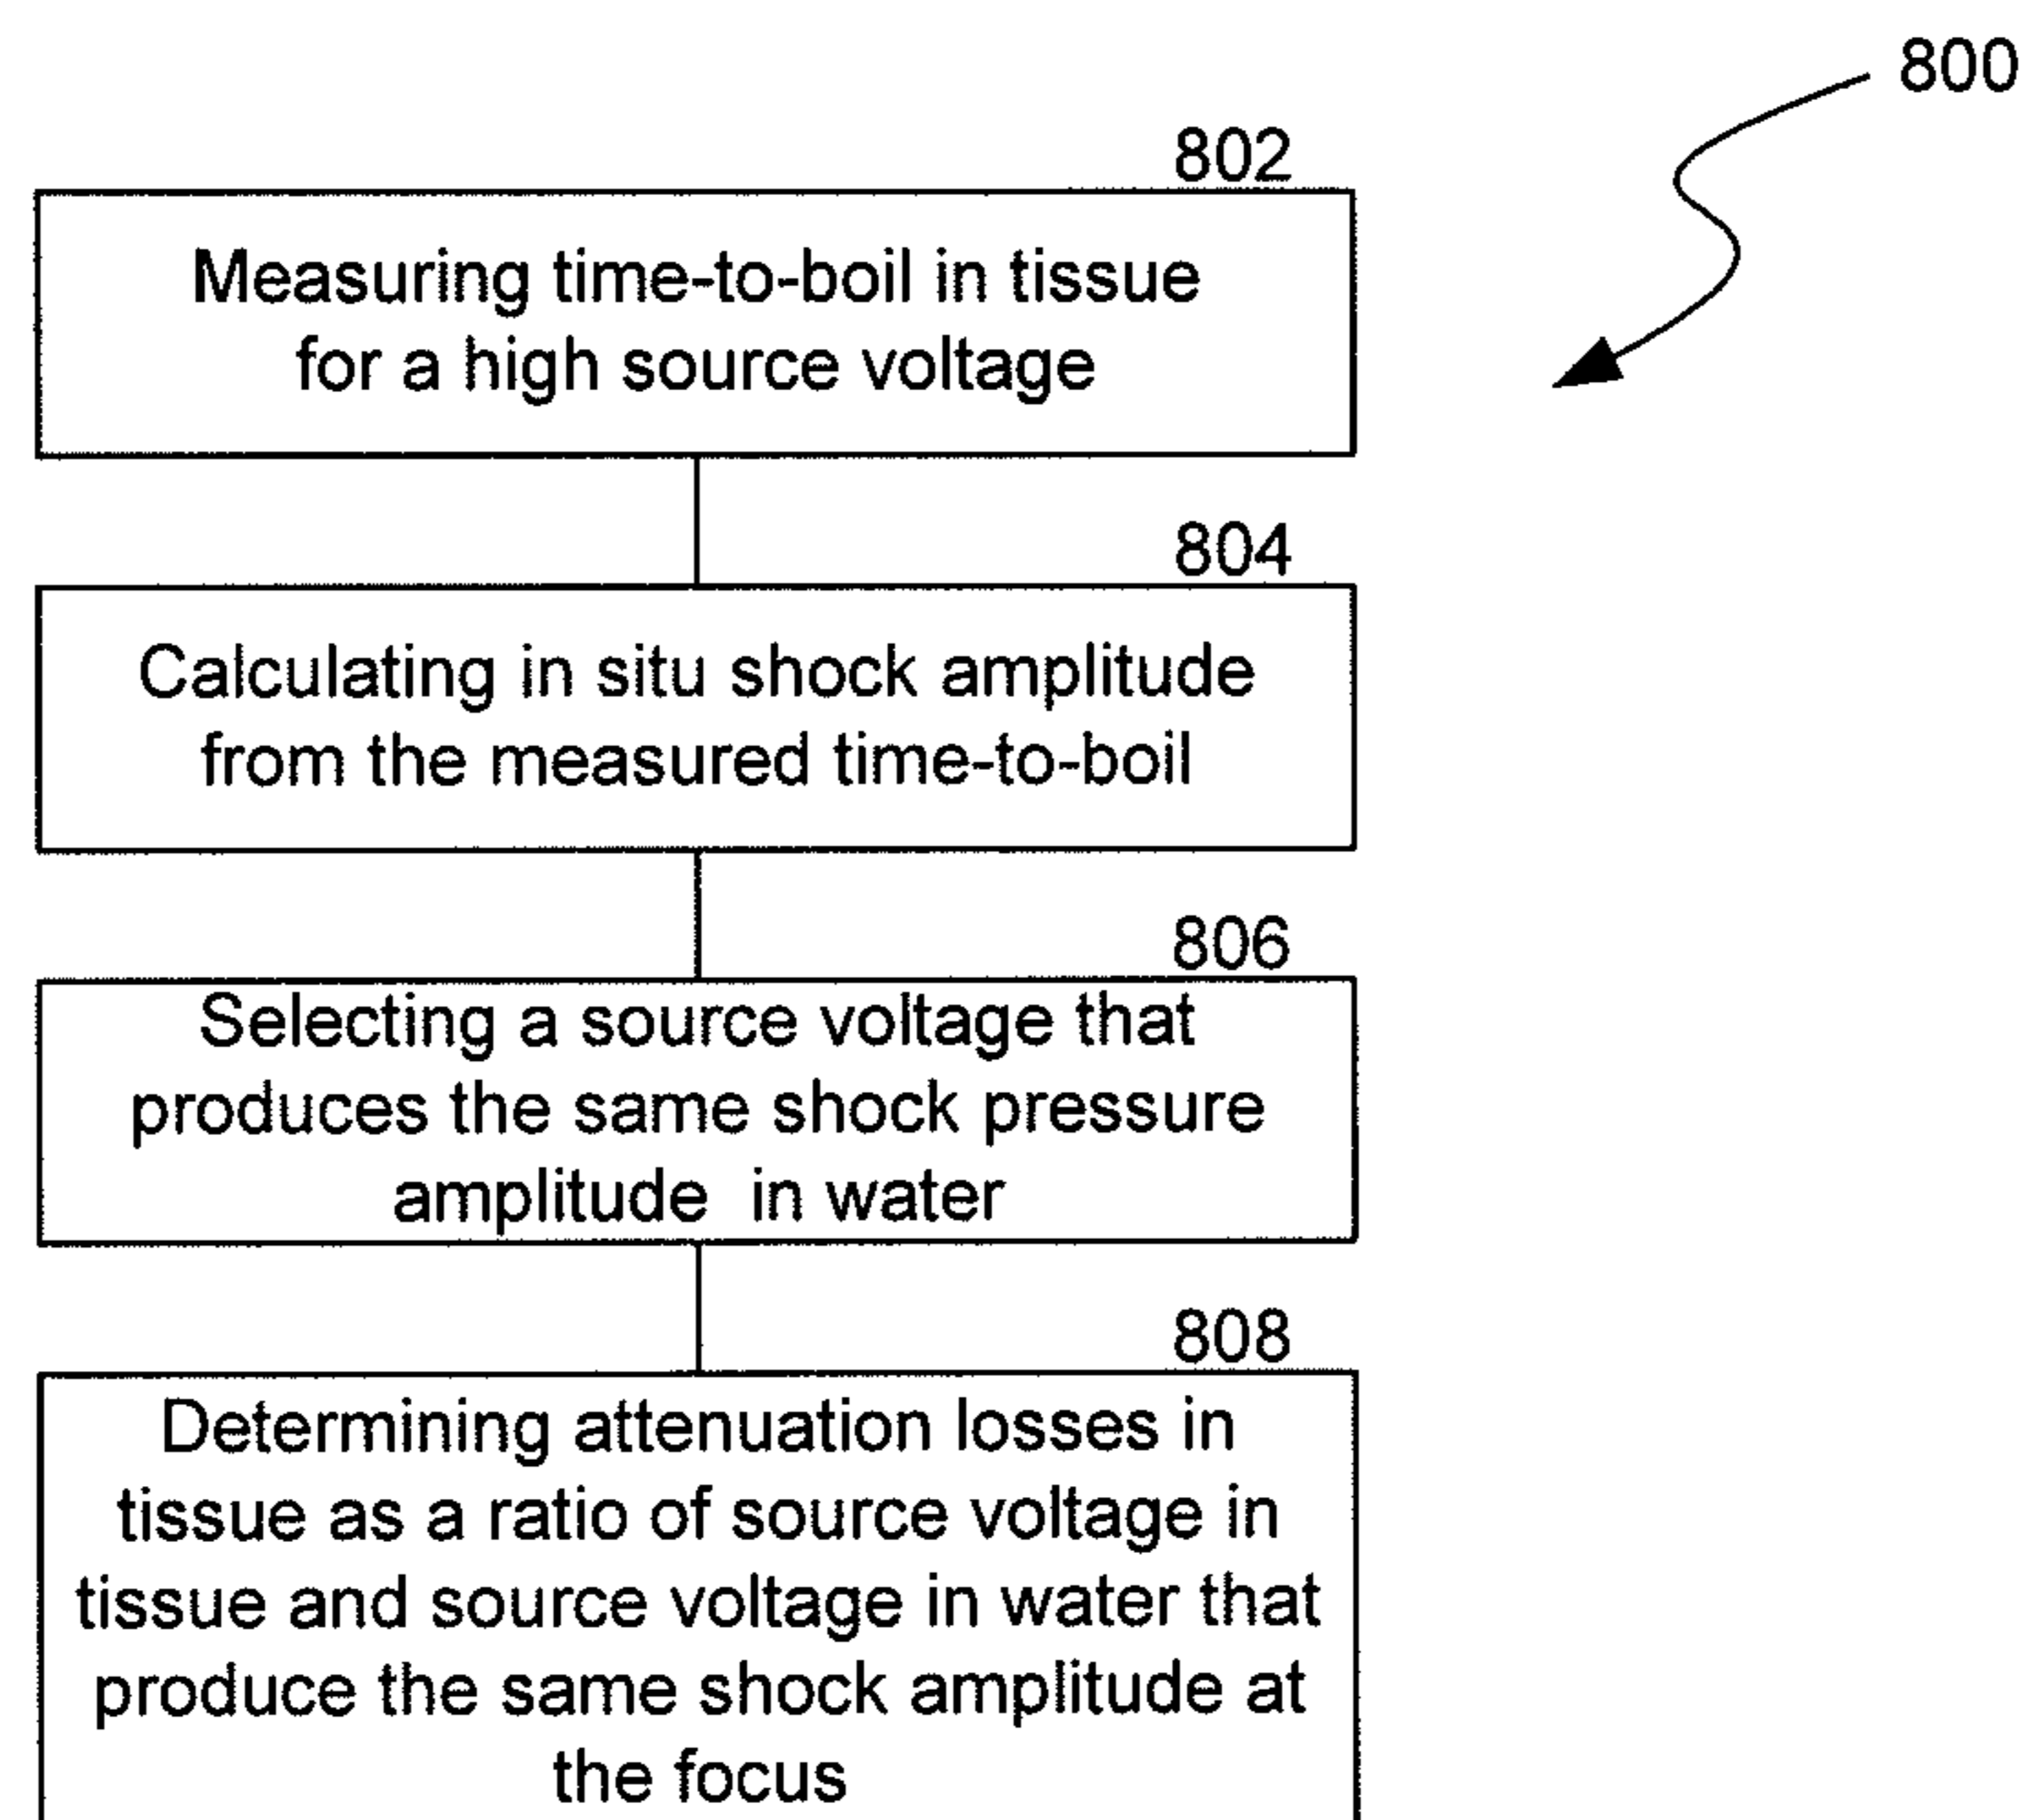 800
802
Measuring time-to-boil in tissue
for a high source voltage
804
Calculating in situ shock amplitude
from the measured time-to-boil
806
Selecting a source voltage that
produces the same shock pressure
amplitude in water
808
Determining attenuation losses in
tissue as a ratio of source voltage in
tissue and source voltage in water that
produce the same shock amplitude at
the focus